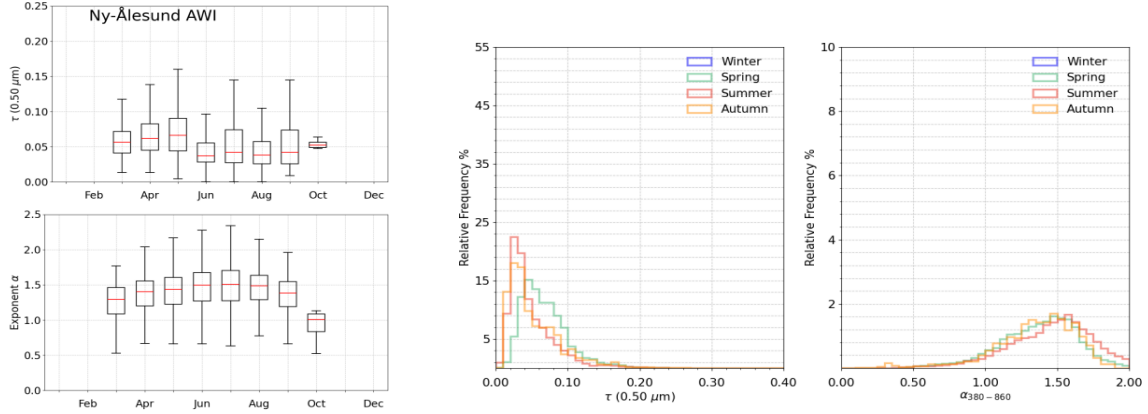 Ny-Ålesund AWI
τ (0.50 μm)
0.25
0.20
0.15
0.10
0.05
0.00
Feb Apr Jun Aug Oct Dec
Exponent α
2.5
2.0
1.5
1.0
0.5
0.0
Feb Apr Jun Aug Oct Dec
Relative Frequency %
55
45
35
25
15
5
Winter
Spring
Summer
Autumn
0.00 0.10 0.20 0.30 0.40
τ (0.50 μm)
Relative Frequency %
10
8
6
4
2
Winter
Spring
Summer
Autumn
0.00 0.50 1.00 1.50 2.00
α380−860